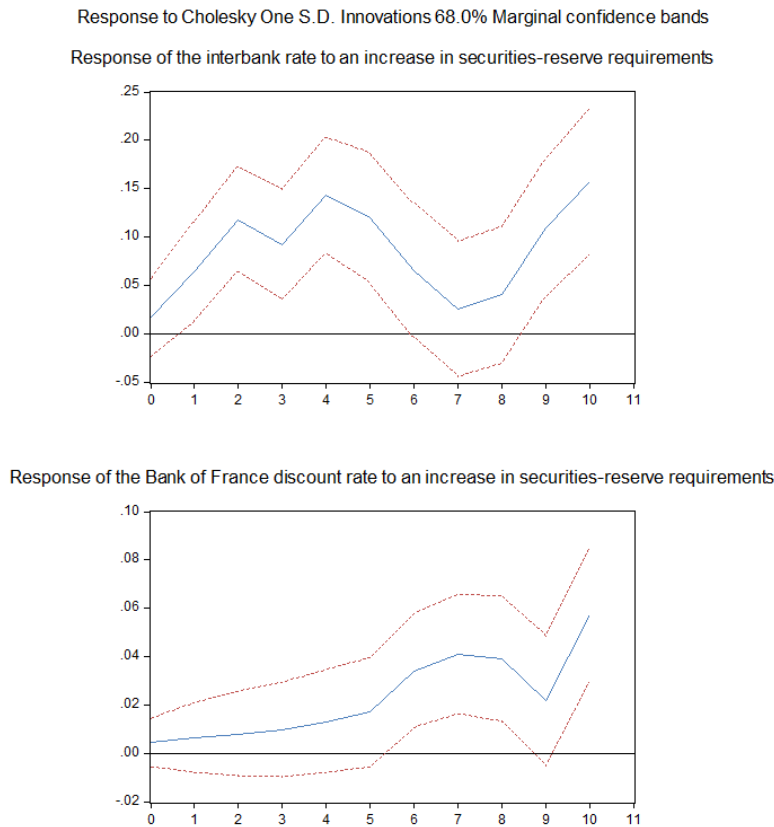 Response to Cholesky One S.D. Innovations 68.0% Marginal confidence bands
Response of the interbank rate to an increase in securities-reserve requirements
.25
.20
.15
.10
.05
.00
-.05
0 1 2 3 4 5 6 7 8 9 10 11
Response of the Bank of France discount rate to an increase in securities-reserve requirements
.10
.08
.06
.04
.02
.00
-.02
0 1 2 3 4 5 6 7 8 9 10 11